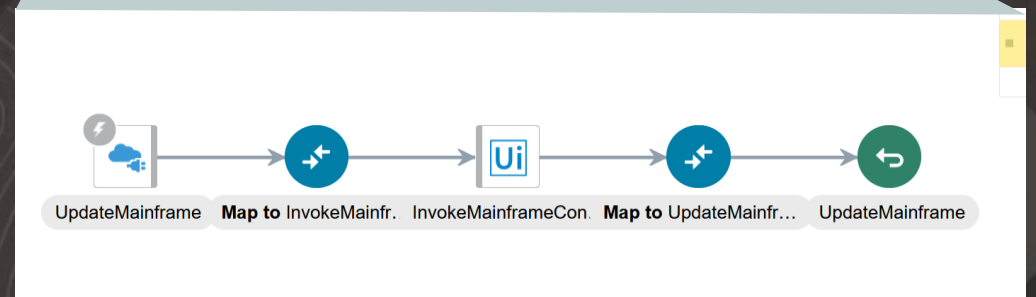 Ui
UpdateMainframe
Map to InvokeMainfr.
InvokeMainframeCon.
Map to UpdateMainfr...
UpdateMainframe